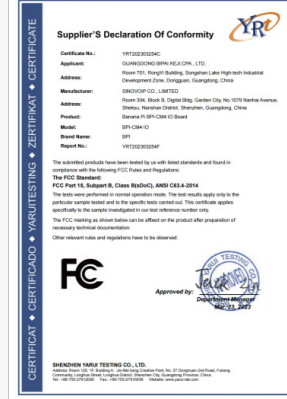 CERTIFICAT ◆ CERTIFICADO ◆ YARUITESTING ◆ ZERTIFIKAT ◆ CERTIFICATE
YRT
Supplier'S Declaration Of Conformity
Certificate No.: YRT202303254C
Applicant: GUANGDONG BIPAI KEJI CPA., LTD.
Address: Room 701, RongYi Building, Songshan Lake High-tech Industrial
Development Zone, Dongguan, Guangdong, China
Manufacturer: SINOVOIP CO., LIMITED
Address: Room 304, Block B, Digital Bldg, Garden City, No.1079 Nanhai Avenue,
Shekou, Nanshan District, Shenzhen, Guangdong, China
Product: Banana Pi BPI-CM4 IO Board
Model: BPI-CM4 IO
Brand Name: BPI
Report No.: YRT202303254F
The submitted products have been tested by us with listed standards and found in
compliance with the following FCC Rules and Regulations:
The FCC Standard:
FCC Part 15, Subpart B, Class B(sDoC), ANSI C63.4-2014
The tests were performed in normal operation mode. The test results apply only to the
particular sample tested and to the specific tests carried out. This certificate applies
specifically to the sample investigated in our test reference number only.
The FCC marking as shown below can be affixed on the product after preparation of
necessary technical documentation.
Other relevant rules and regulations have to be observed.
FC
APPROVED
Approved by:
Department Manager
Mar. 23, 2023
SHENZHEN YARUI TESTING CO., LTD.